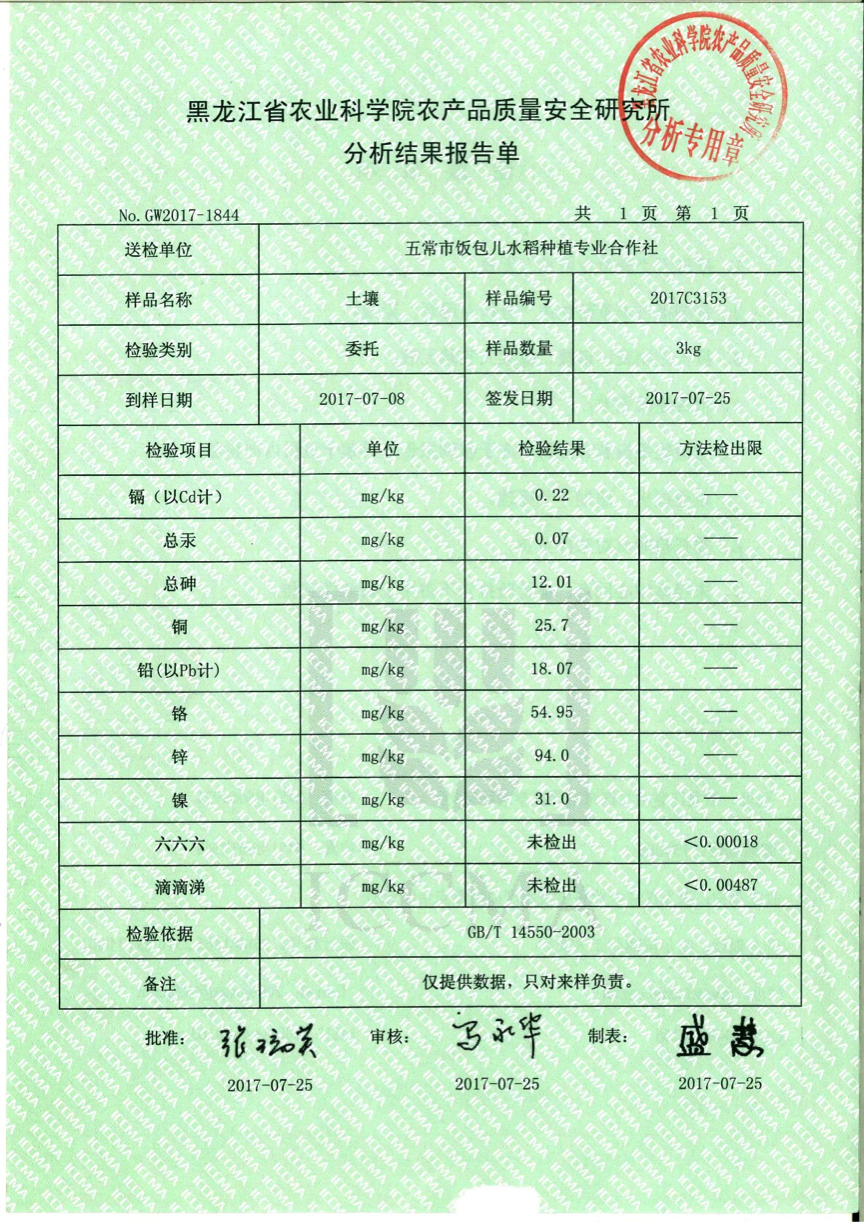 黑龙江省农业科学院农产品质量安全研究所
黑龙江省农业科学院农产品质量安全研究所
分析专用章
分析结果报告单
No.GW2017-1844 共 1 页 第 1 页
送检单位 五常市饭包儿水稻种植专业合作社
样品名称 土壤 样品编号 2017C3153
检验类别 委托 样品数量 3kg
到样日期 2017-07-08 签发日期 2017-07-25
检验项目 单位 检验结果 方法检出限
镉（以Cd计） mg/kg 0.22 ——
总汞 mg/kg 0.07 ——
总砷 mg/kg 12.01 ——
铜 mg/kg 25.7 ——
铅(以Pb计) mg/kg 18.07 ——
铬 mg/kg 54.95 ——
锌 mg/kg 94.0 ——
镍 mg/kg 31.0 ——
六六六 mg/kg 未检出 ＜0.00018
滴滴涕 mg/kg 未检出 ＜0.00487
ICCMA
检验依据 GB/T 14550-2003
备注 仅提供数据，只对来样负责。
批准： 审核： 制表： 盛慧
2017-07-25 2017-07-25 2017-07-25